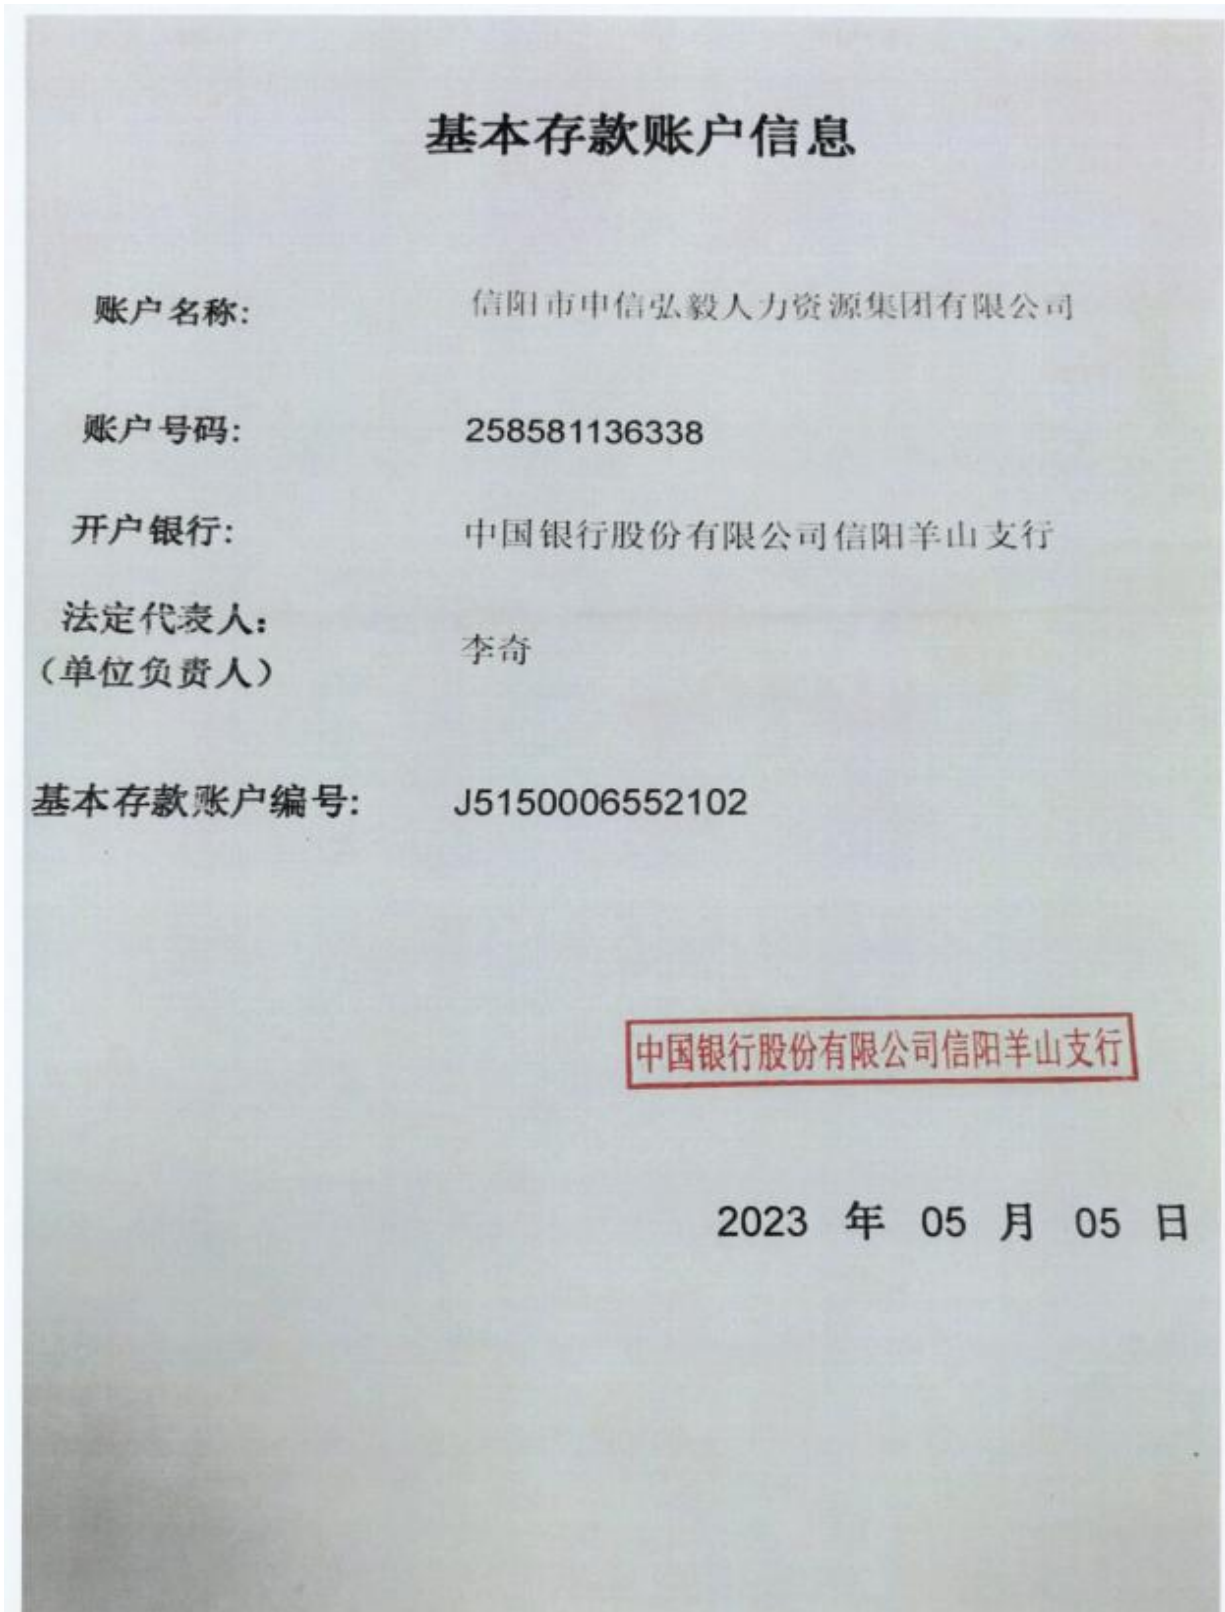 基本存款账户信息
账户名称: 信阳市申信弘毅人力资源集团有限公司
账户号码: 258581136338
开户银行: 中国银行股份有限公司信阳羊山支行
法定代表人: 李奇
（单位负责人）
基本存款账户编号: J5150006552102
中国银行股份有限公司信阳羊山支行
2023 年 05 月 05 日